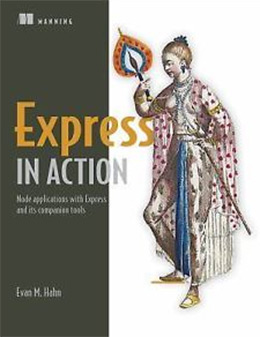 MANNING
Express
IN ACTION
Node applications with Express
and its companion tools
Evan M. Hahn